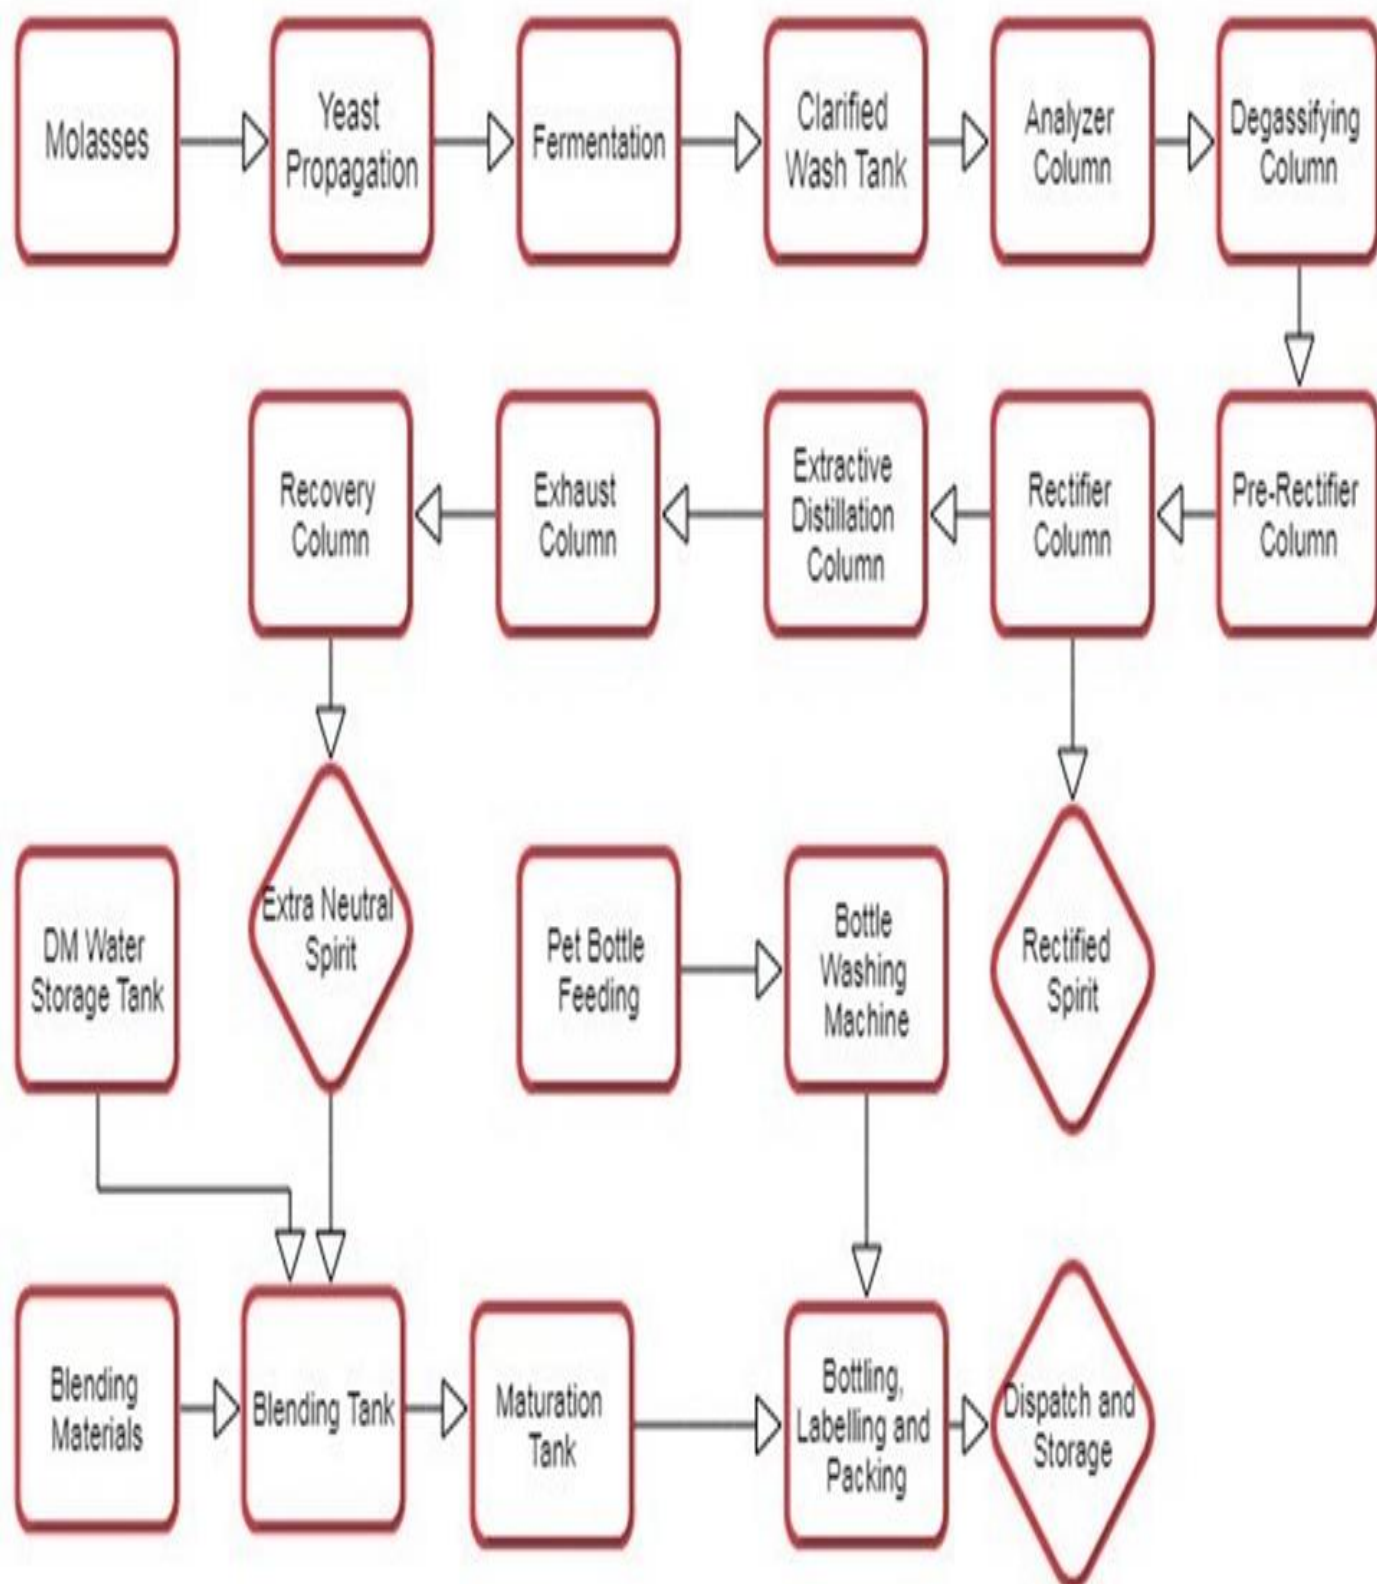 Molasses
Yeast
Propagation
Fermentation
Clarified
Wash Tank
Analyzer
Column
Degassifying
Column
Recovery
Column
Exhaust
Column
Extractive
Distillation
Column
Rectifier
Column
Pre-Rectifier
Column
DM Water
Storage Tank
Extra Neutral
Spirit
Pet Bottle
Feeding
Bottle
Washing
Machine
Rectified
Spirit
Blending
Materials
Blending Tank
Maturation
Tank
Bottling,
Labelling and
Packing
Dispatch and
Storage